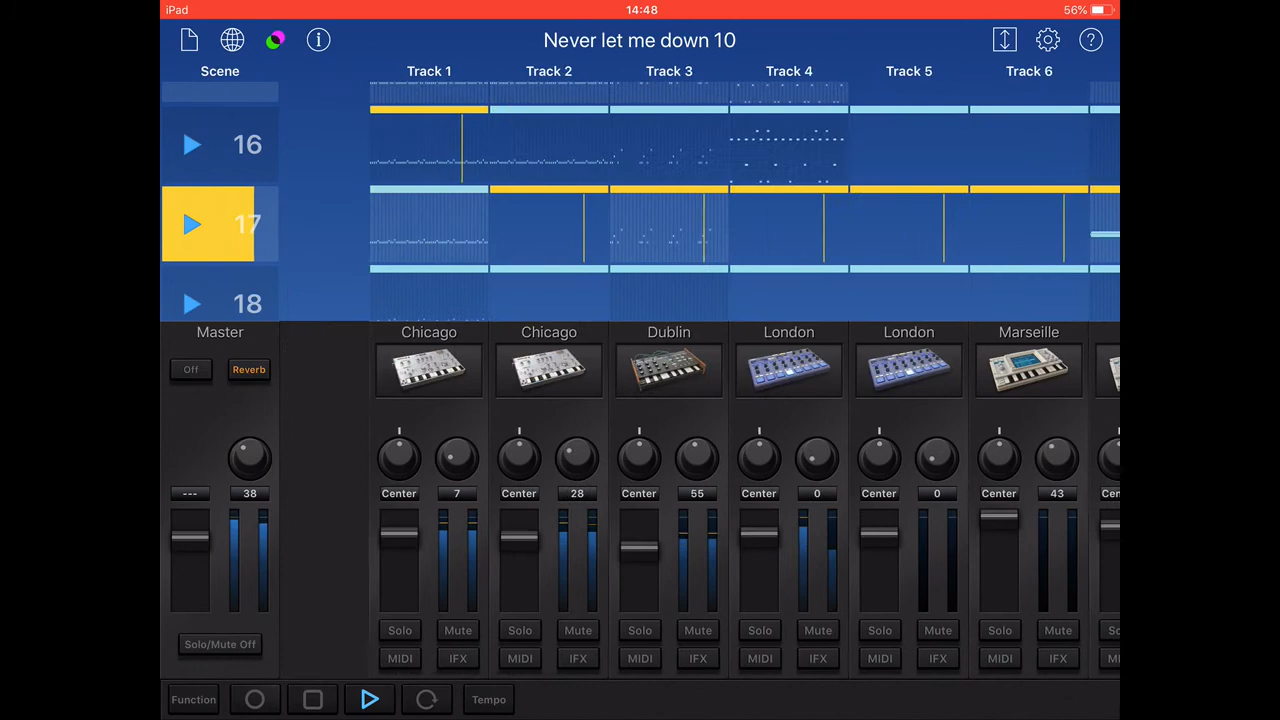 iPad 14:48 56%
Never let me down 10
Scene Track 1 Track 2 Track 3 Track 4 Track 5 Track 6
16
17
18
Master Chicago Chicago Dublin London London Marseille
Off Reverb
--- 38 Center 7 Center 28 Center 55 Center 0 Center 0 Center 43 Cen
Solo/Mute Off Solo Mute Solo Mute Solo Mute Solo Mute Solo Mute Solo Mute So
MIDI IFX MIDI IFX MIDI IFX MIDI IFX MIDI IFX MIDI IFX MI
Function Tempo